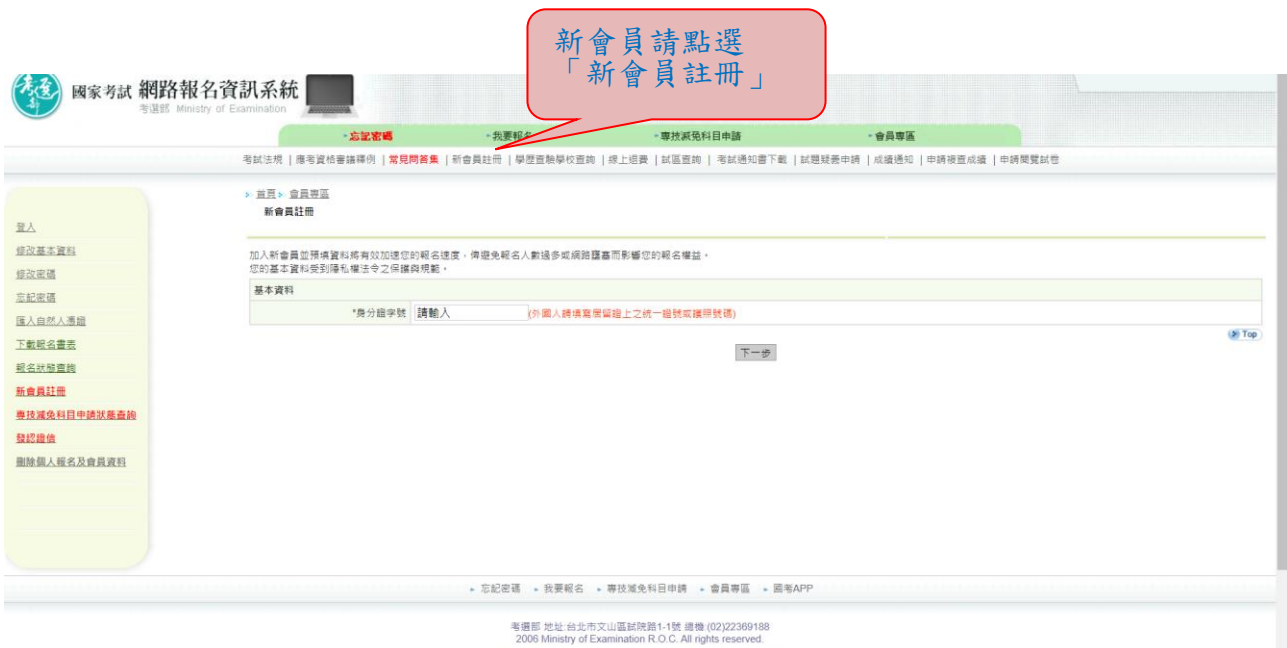 新會員請點選
「新會員註冊」
考選部
國家考試 網路報名資訊系統
考選部 Ministry of Examination
忘記密碼 我要報名 專技減免科目申請 會員專區
考試法規 | 應考資格審議釋例 | 常見問答集 | 新會員註冊 | 學歷查驗學校查詢 | 線上退費 | 試區查詢 | 考試通知書下載 | 試題疑義申請 | 成績通知 | 申請複查成績 | 申請閱覽試卷
首頁 會員專區
新會員註冊
登入
修改基本資料
修改密碼
忘記密碼
匯入自然人憑證
下載報名書表
報名狀態查詢
新會員註冊
專技減免科目申請狀態查詢
發認證信
刪除個人報名及會員資料
加入新會員並預填資料將有效加速您的報名速度,俾避免報名人數過多或網路壅塞而影響您的報名權益。
您的基本資料受到隱私權法令之保護與規範。
基本資料
*身分證字號 請輸入 (外國人請填寫居留證上之統一證號或護照號碼)
Top
下一步
忘記密碼 我要報名 專技減免科目申請 會員專區 國考APP
考選部 地址:台北市文山區試院路1-1號 總機:(02)22369188
2006 Ministry of Examination R.O.C. All rights reserved.